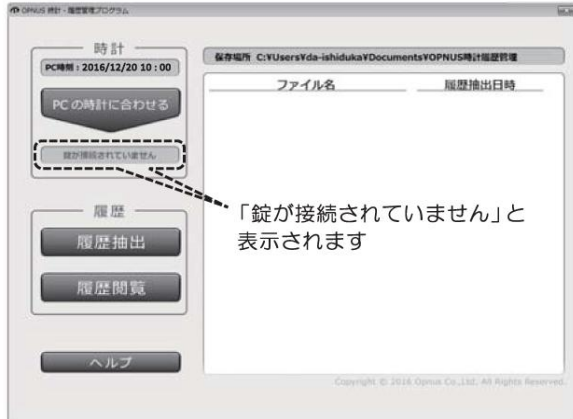 OPNUS 時計・履歴管理プログラム
時計
PC時刻：2016/12/20 10：00
PC の時計に合わせる
錠が接続されていません
履歴
履歴抽出
履歴閲覧
ヘルプ
保存場所 C:¥Users¥da-ishiduka¥Documents¥OPNUS時計履歴管理
ファイル名 履歴抽出日時
「錠が接続されていません」と
表示されます
Copyright © 2016 Opnus Co.,Ltd. All Rights Reserved.